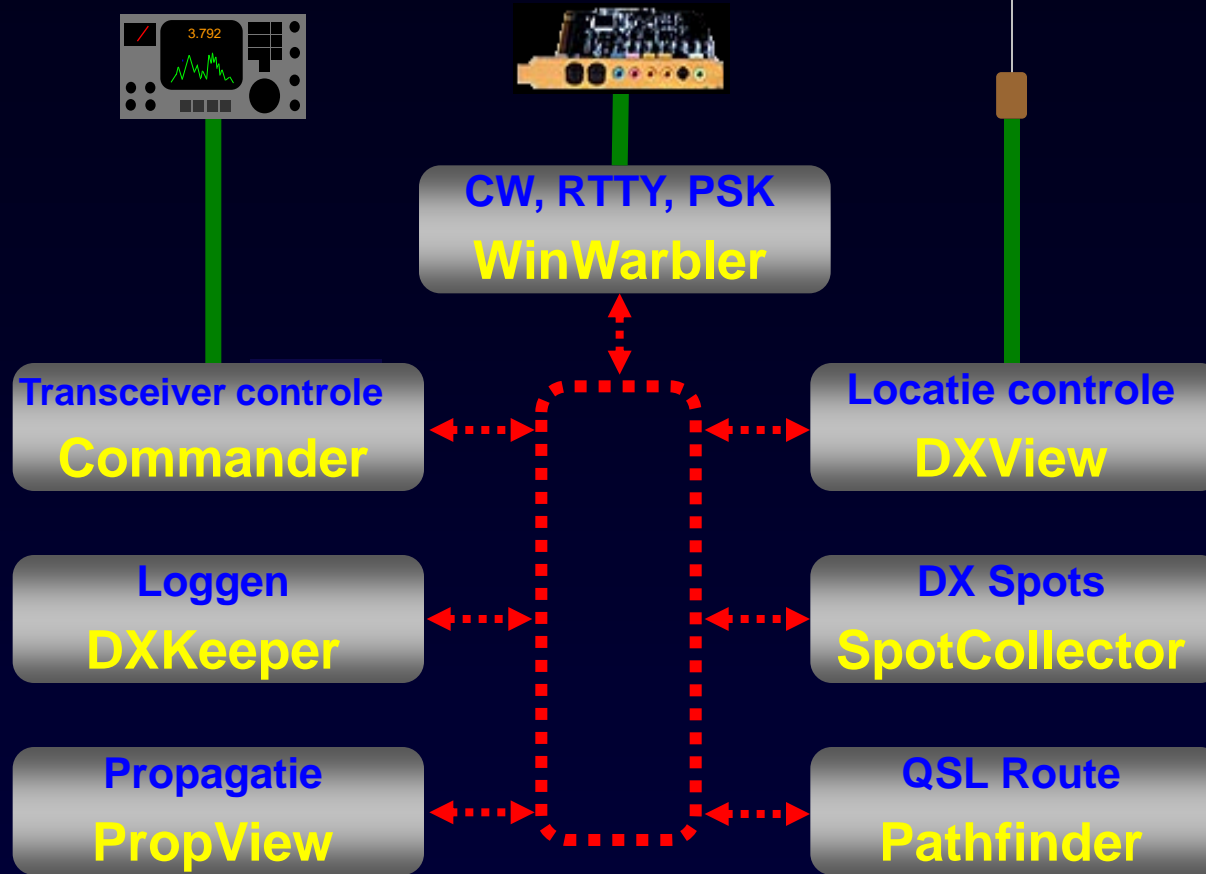 3.792
CW, RTTY, PSK
WinWarbler
Transceiver controle
Commander
Locatie controle
DXView
Loggen
DXKeeper
DX Spots
SpotCollector
Propagatie
PropView
QSL Route
Pathfinder